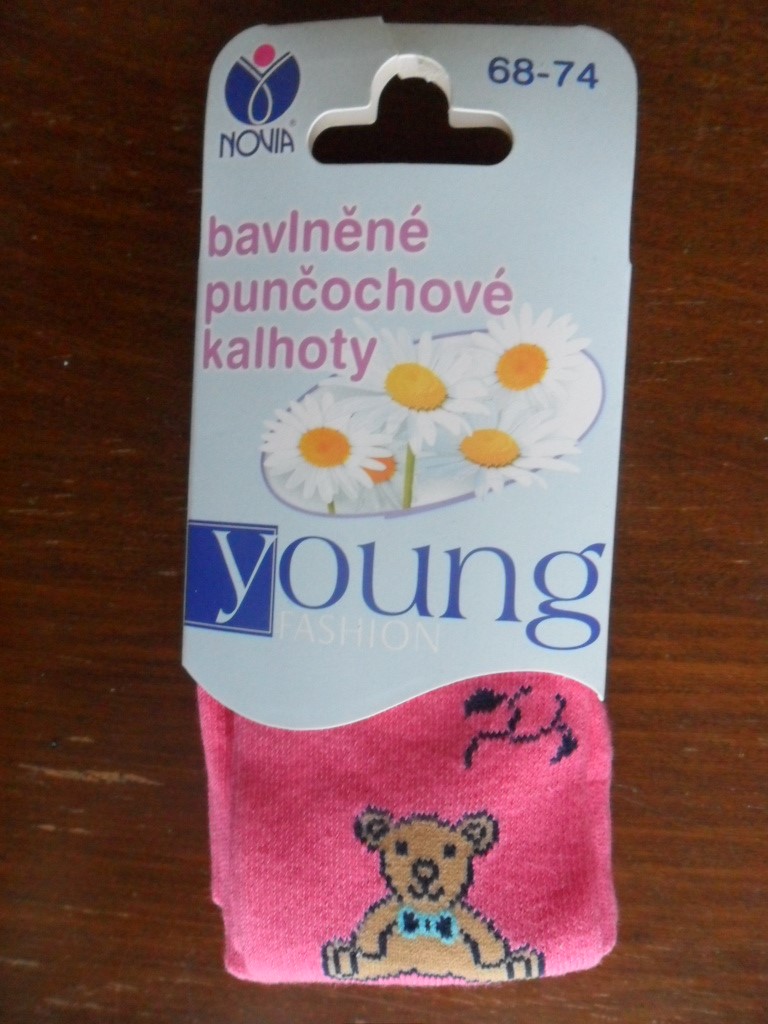 NOVIA®
68-74
bavlněné
punčochové
kalhoty
young
FASHION